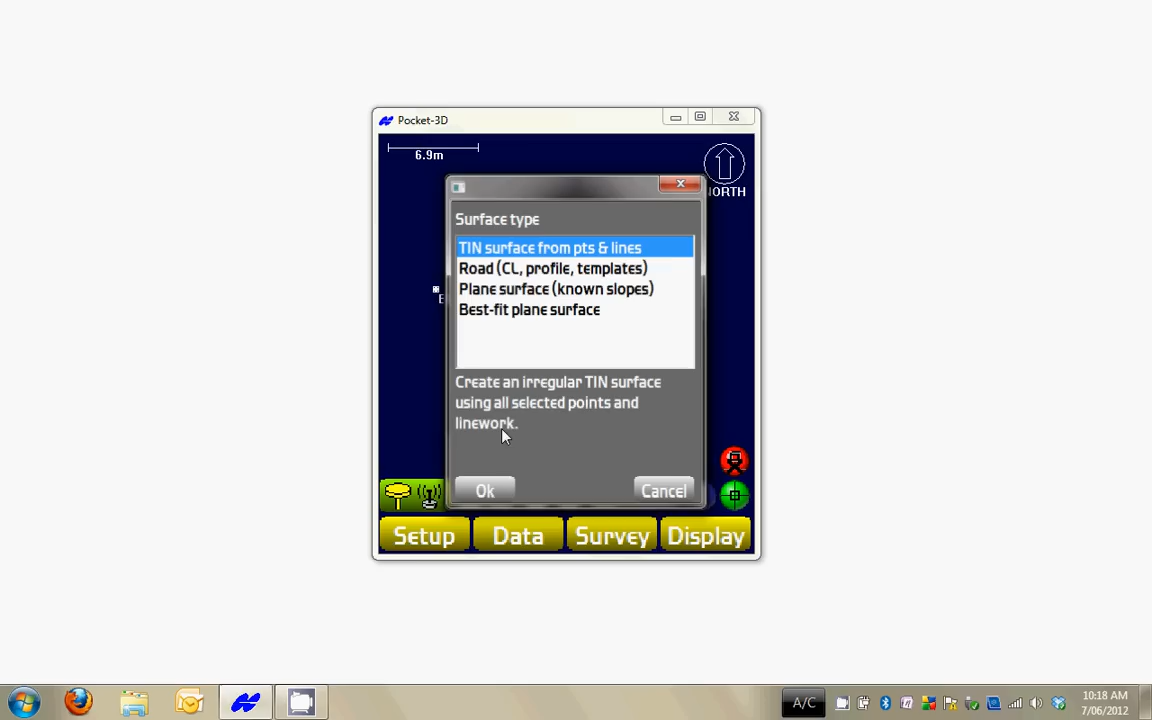 Pocket-3D
6.9m
ORTH
Surface type
TIN surface from pts & lines
Road (CL, profile, templates)
Plane surface (known slopes)
Best-fit plane surface
E
Create an irregular TIN surface
using all selected points and
linework.
Ok
Cancel
Setup
Data
Survey
Display
A/C
10:18 AM
7/06/2012